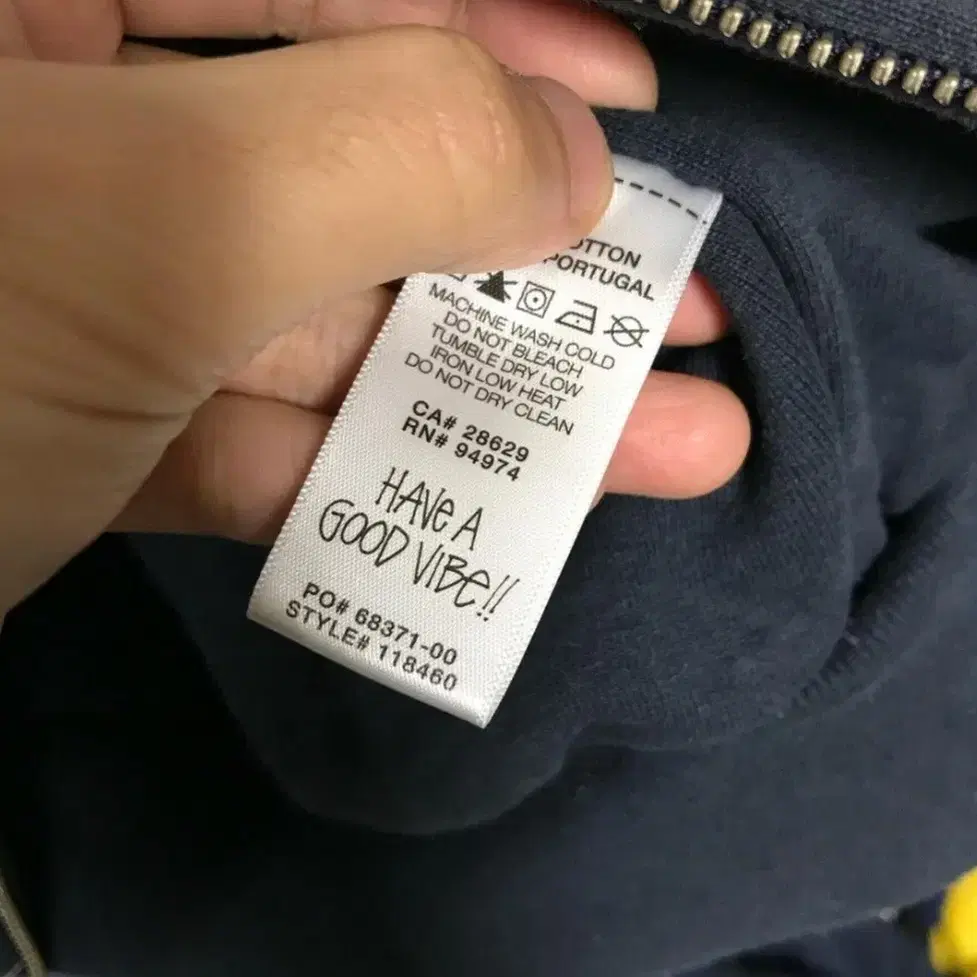 OTTON
PORTUGAL
MACHINE WASH COLD
DO NOT BLEACH
TUMBLE DRY LOW
IRON LOW HEAT
DO NOT DRY CLEAN
CA# 28629
RN# 94974
HAVE A
GOOD VIBE!!
PO# 68371-00
STYLE# 118460